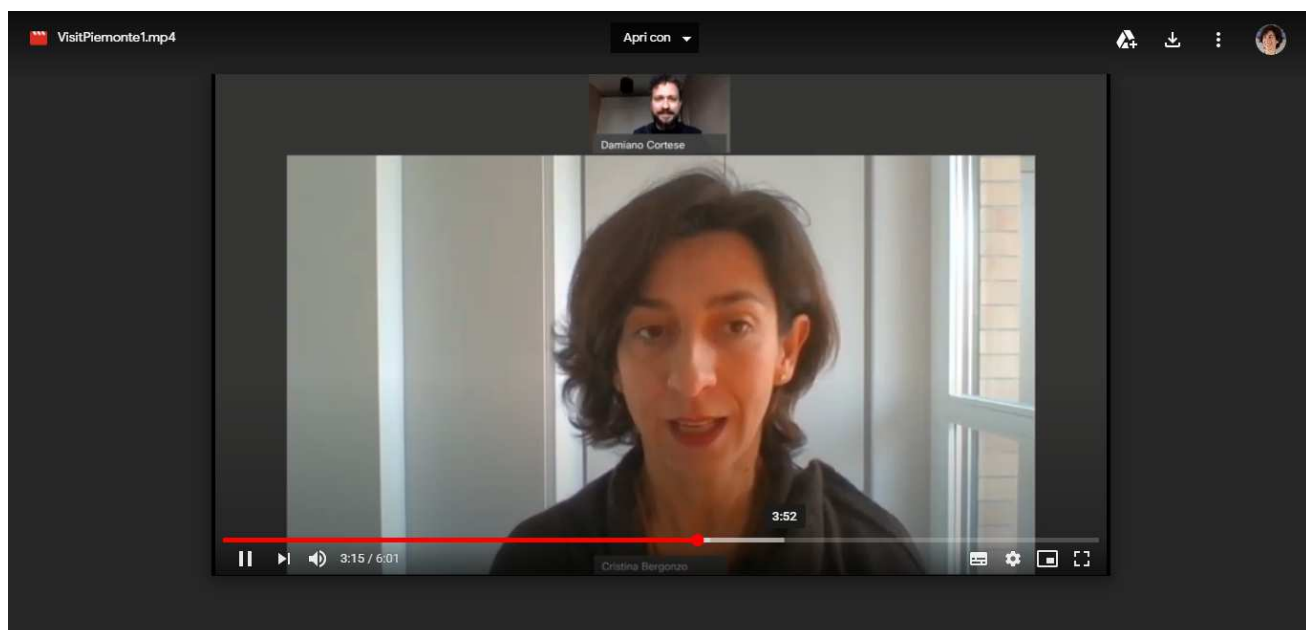 VisitPiemonte1.mp4
Apri con
Damiano Cortese
3:52
3:15 / 6:01
Cristina Bergonzo